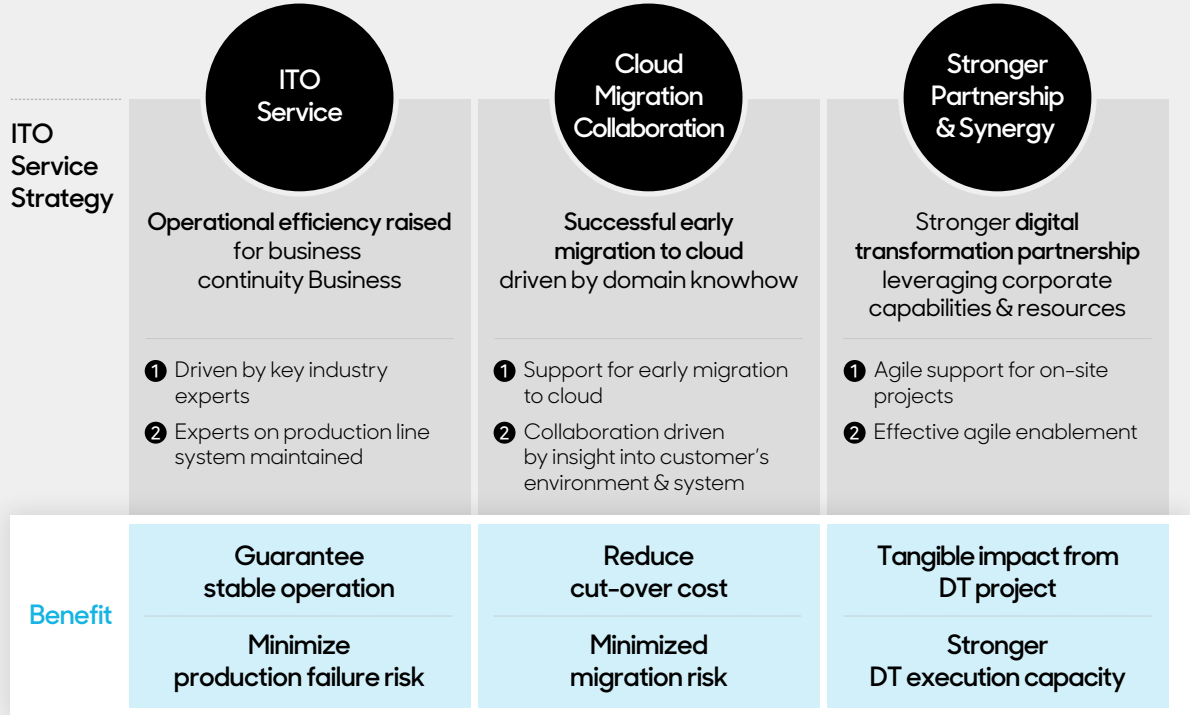 ITO
Service
Cloud
Migration
Collaboration
Stronger
Partnership
& Synergy
ITO
Service
Strategy
Operational efficiency raised
for business
continuity Business
Successful early
migration to cloud
driven by domain knowhow
Stronger digital
transformation partnership
leveraging corporate
capabilities & resources
1 Driven by key industry
experts
2 Experts on production line
system maintained
1 Support for early migration
to cloud
2 Collaboration driven
by insight into customer's
environment & system
1 Agile support for on-site
projects
2 Effective agile enablement
Benefit
Guarantee
stable operation
Minimize
production failure risk
Reduce
cut-over cost
Minimized
migration risk
Tangible impact from
DT project
Stronger
DT execution capacity